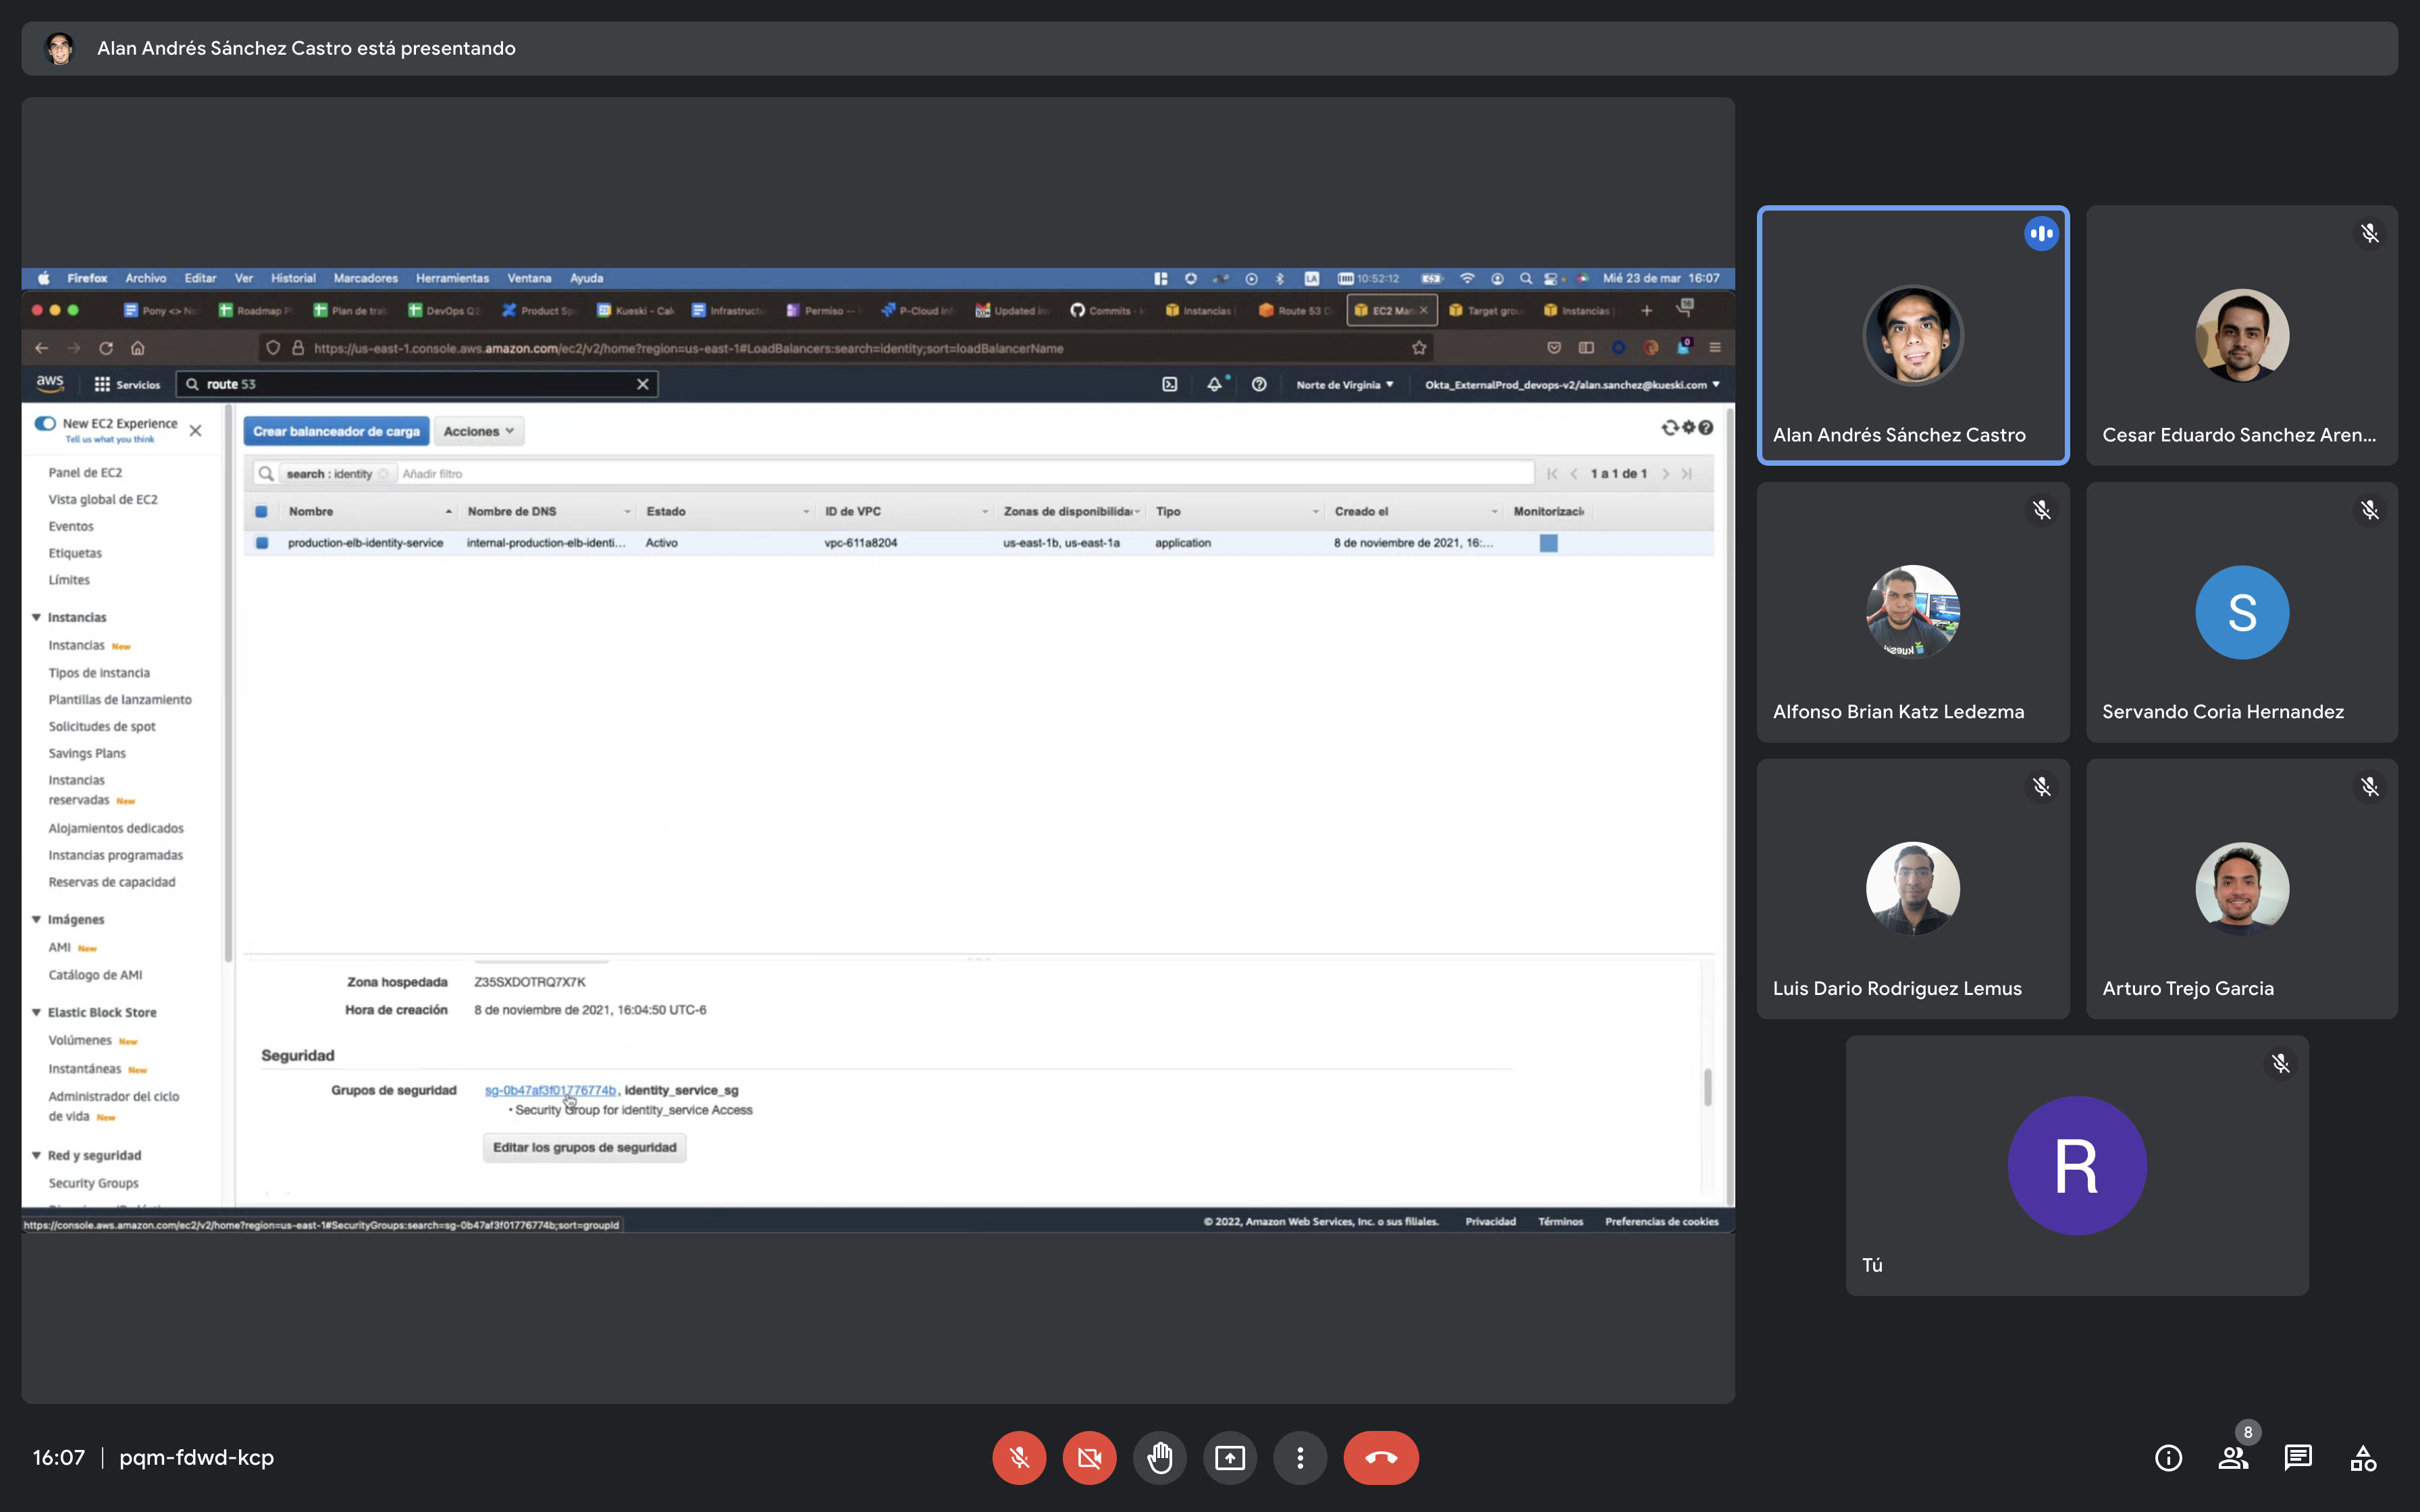 Alan Andrés Sánchez Castro está presentando
Firefox Archivo Editar Ver Historial Marcadores Herramientas Ventana Ayuda
LA 10:52:12 Mié 23 de mar 16:07
Pony <> No Roadmap P Plan de trab DevOps Q2 Product Spe Kueski - Cale Infrastructu Permiso -- P-Cloud Inf Updated inv Commits - k Instancias Route 53 C EC2 Man Target grou Instancias 16
https://us-east-1.console.aws.amazon.com/ec2/v2/home?region=us-east-1#LoadBalancers:search=identity;sort=loadBalancerName 0
aws Servicios route 53 Norte de Virginia Okta_ExternalProd_devops-v2/alan.sanchez@kueski.com
New EC2 Experience
Tell us what you think
Panel de EC2
Vista global de EC2
Eventos
Etiquetas
Límites
Instancias
Instancias New
Tipos de instancia
Plantillas de lanzamiento
Solicitudes de spot
Savings Plans
Instancias
reservadas New
Alojamientos dedicados
Instancias programadas
Reservas de capacidad
Imágenes
AMI New
Catálogo de AMI
Elastic Block Store
Volúmenes New
Instantáneas New
Administrador del ciclo
de vida New
Red y seguridad
Security Groups
Crear balanceador de carga Acciones
search : identity Añadir filtro 1 a 1 de 1
Nombre Nombre de DNS Estado ID de VPC Zonas de disponibilida Tipo Creado el Monitorizaci
production-elb-identity-service internal-production-elb-identi... Activo vpc-611a8204 us-east-1b, us-east-1a application 8 de noviembre de 2021, 16:...
Zona hospedada Z35SXDOTRQ7X7K
Hora de creación 8 de noviembre de 2021, 16:04:50 UTC-6
Seguridad
Grupos de seguridad sg-0b47af3f01776774b, identity_service_sg
• Security Group for identity_service Access
Editar los grupos de seguridad
https://console.aws.amazon.com/ec2/v2/home?region=us-east-1#SecurityGroups:search=sg-0b47af3f01776774b;sort=groupId
© 2022, Amazon Web Services, Inc. o sus filiales. Privacidad Términos Preferencias de cookies
Alan Andrés Sánchez Castro
Cesar Eduardo Sanchez Aren...
kueski
S
Alfonso Brian Katz Ledezma
Servando Coria Hernandez
Luis Dario Rodriguez Lemus
Arturo Trejo Garcia
R
Tú
16:07 | pqm-fdwd-kcp
8